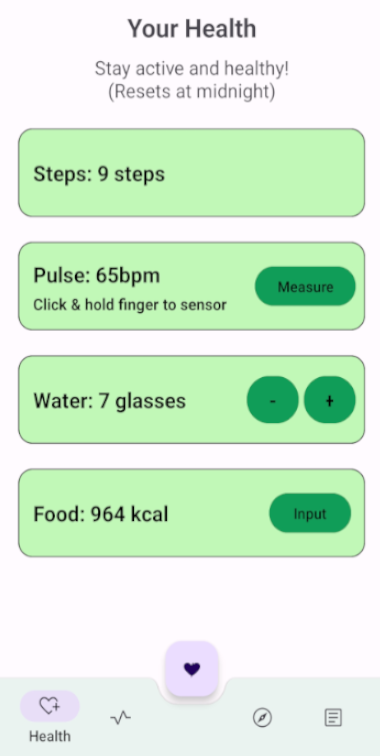 Your Health
Stay active and healthy!
(Resets at midnight)
Steps: 9 steps
Pulse: 65bpm
Measure
Click & hold finger to sensor
Water: 7 glasses
-
+
Food: 964 kcal
Input
Health